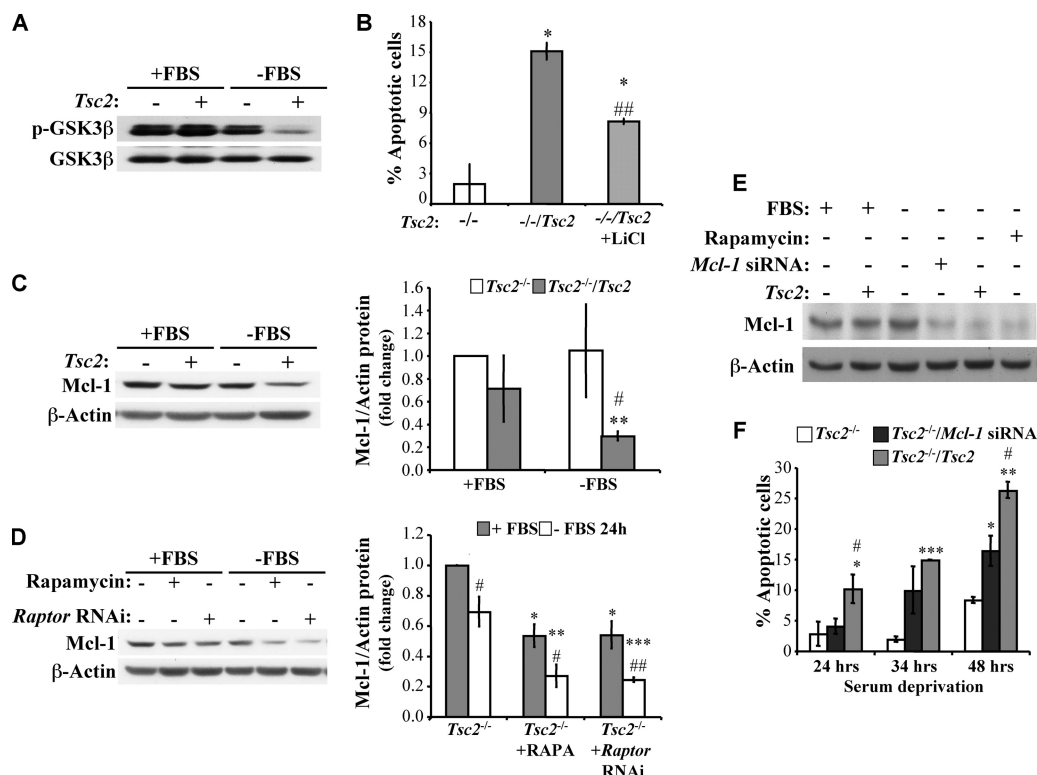 A
+FBS -FBS
Tsc2: - + - +
p-GSK3β
GSK3β
B
% Apoptotic cells
18
15
12
9
6
3
0
*
*
##
Tsc2: -/- -/-/Tsc2 -/-/Tsc2
+LiCl
C
+FBS -FBS
Tsc2: - + - +
Mcl-1
β-Actin
Tsc2-/- Tsc2-/-/Tsc2
Mcl-1/Actin protein
(fold change)
1.6
1.4
1.2
1.0
0.8
0.6
0.4
0.2
0.0
#
**
+FBS -FBS
D
+FBS -FBS
Rapamycin: - + - - + -
Raptor RNAi: - - + - - +
Mcl-1
β-Actin
+ FBS - FBS 24h
Mcl-1/Actin protein
(fold change)
1.2
1.0
0.8
0.6
0.4
0.2
0.0
#
* **
#
* ***
##
Tsc2-/- Tsc2-/- Tsc2-/-
+RAPA +Raptor
RNAi
E
FBS: + + - - - -
Rapamycin: - - - - - +
Mcl-1 siRNA: - - - + - -
Tsc2: - + - - + -
Mcl-1
β-Actin
F
Tsc2-/- Tsc2-/-/Mcl-1 siRNA
Tsc2-/-/Tsc2
% Apoptotic cells
30
25
20
15
10
5
0
#
*
***
*
#
**
24 hrs 34 hrs 48 hrs
Serum deprivation